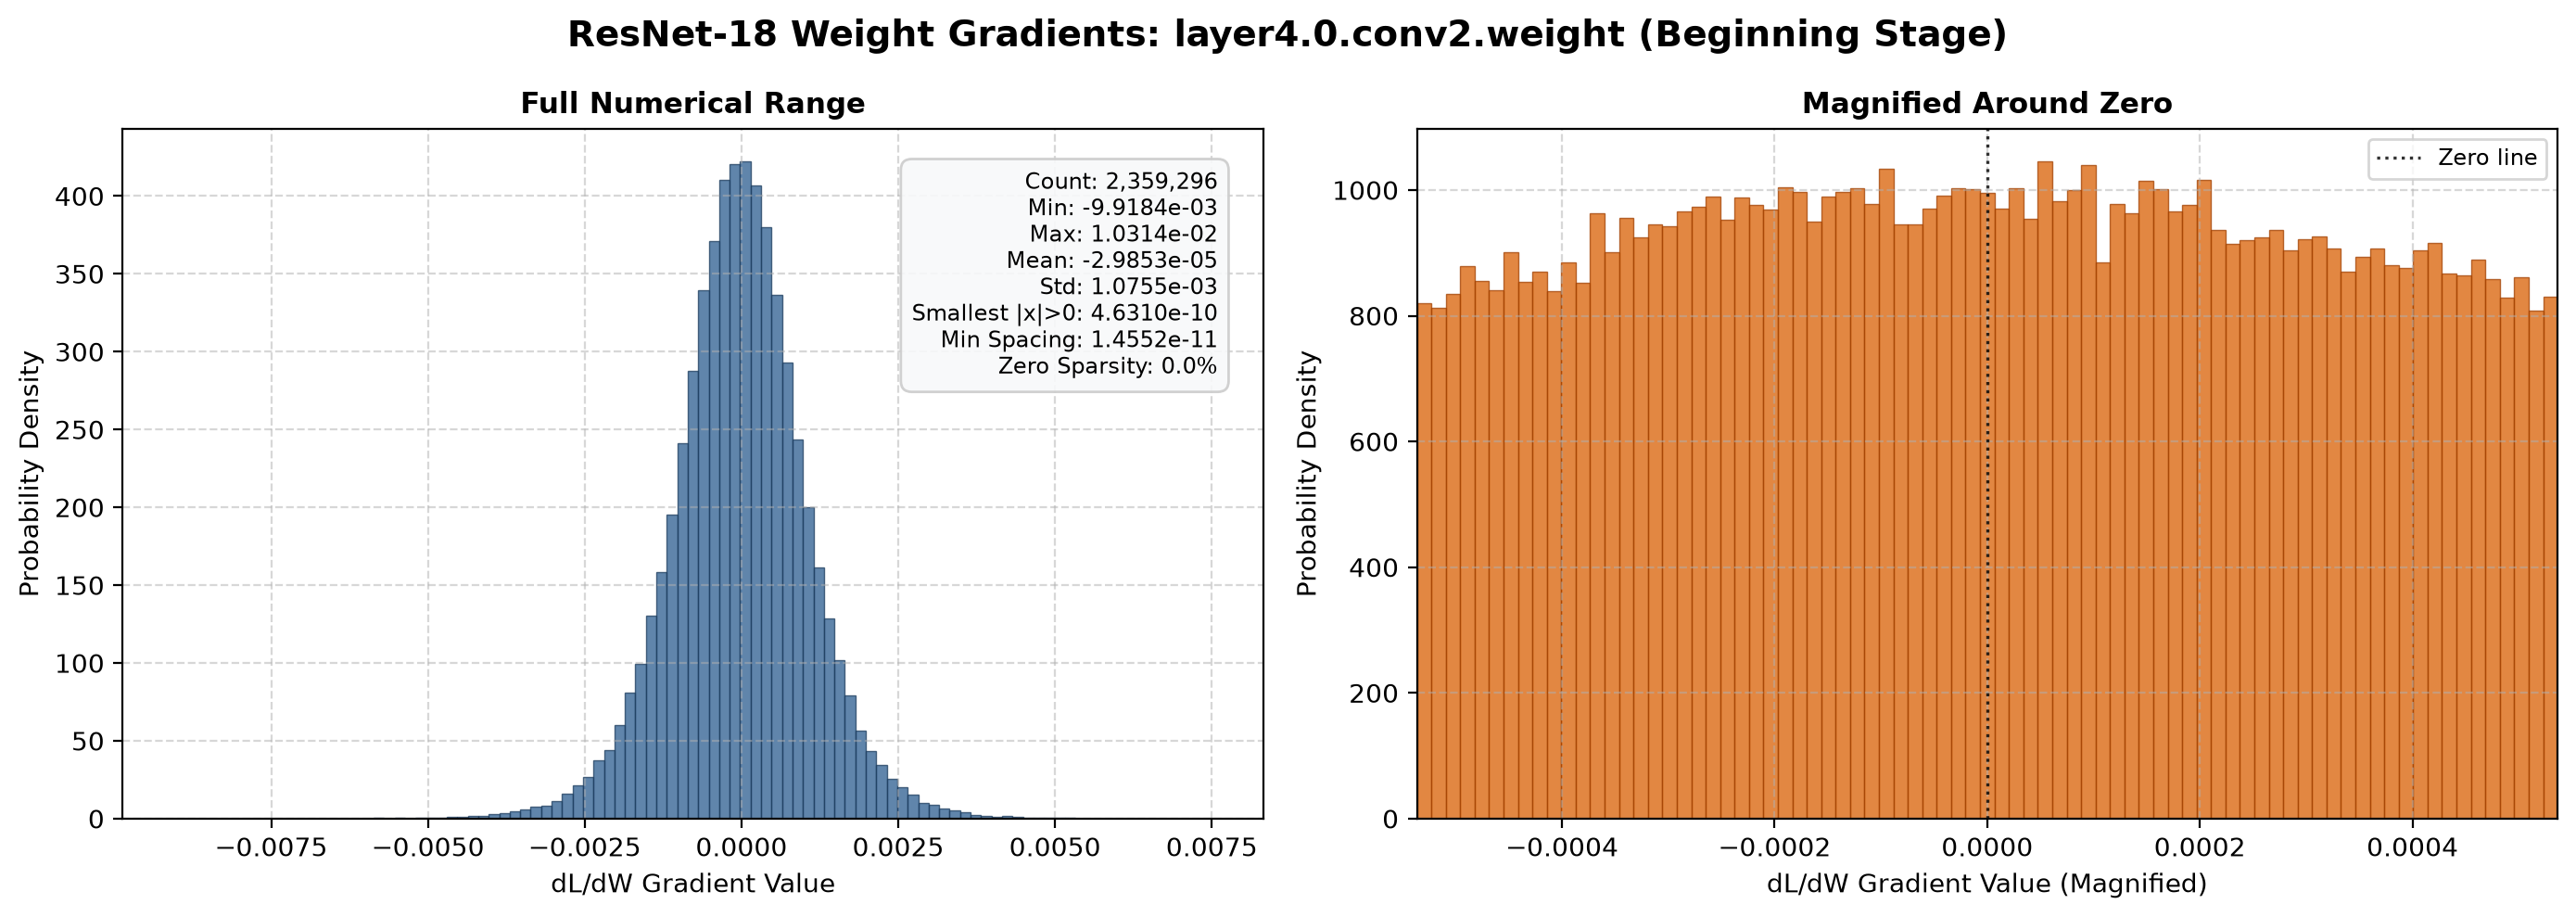 ResNet-18 Weight Gradients: layer4.0.conv2.weight (Beginning Stage)
Full Numerical Range
Probability Density
400
350
300
250
200
150
100
50
0
Count: 2,359,296
Min: -9.9184e-03
Max: 1.0314e-02
Mean: -2.9853e-05
Std: 1.0755e-03
Smallest |x|>0: 4.6310e-10
Min Spacing: 1.4552e-11
Zero Sparsity: 0.0%
−0.0075 −0.0050 −0.0025 0.0000 0.0025 0.0050 0.0075
dL/dW Gradient Value
Magnified Around Zero
Probability Density
1000
800
600
400
200
0
Zero line
−0.0004 −0.0002 0.0000 0.0002 0.0004
dL/dW Gradient Value (Magnified)